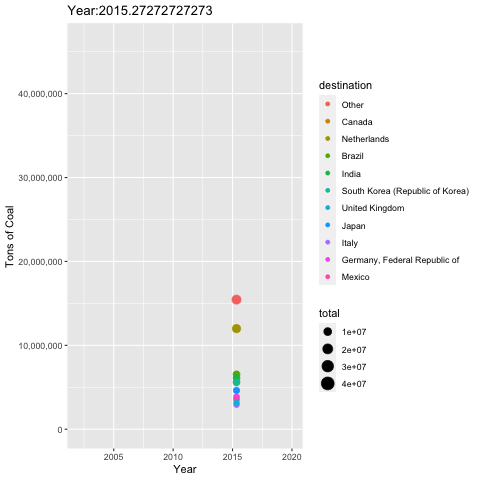 Year:2015.27272727273
Tons of Coal
40,000,000
30,000,000
20,000,000
10,000,000
0
2005
2010
2015
2020
Year
destination
Other
Canada
Netherlands
Brazil
India
South Korea (Republic of Korea)
United Kingdom
Japan
Italy
Germany, Federal Republic of
Mexico
total
1e+07
2e+07
3e+07
4e+07